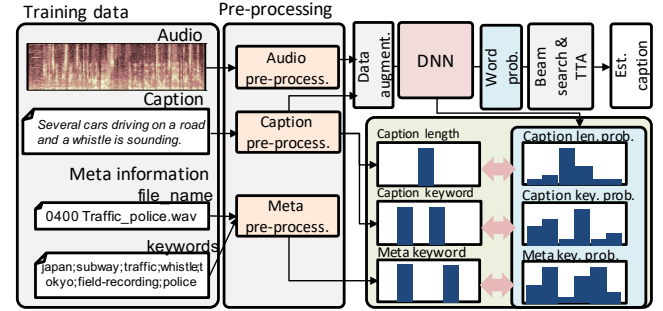 Training data
Audio
Caption
Several cars driving on a road
and a whistle is sounding.
Meta information
file_name
0400 Traffic_police.wav
keywords
japan;subway;traffic;whistle,t
okyo;field-recording;police
Pre-processing
Audio
pre-process.
Caption
pre-process.
Meta
pre-process.
Data
augment.
DNN
Word
prob.
Beam
search &
TTA
Est.
caption
Caption length
Caption len. prob.
Caption keyword
Caption key. prob.
Meta keyword
Meta key. prob.